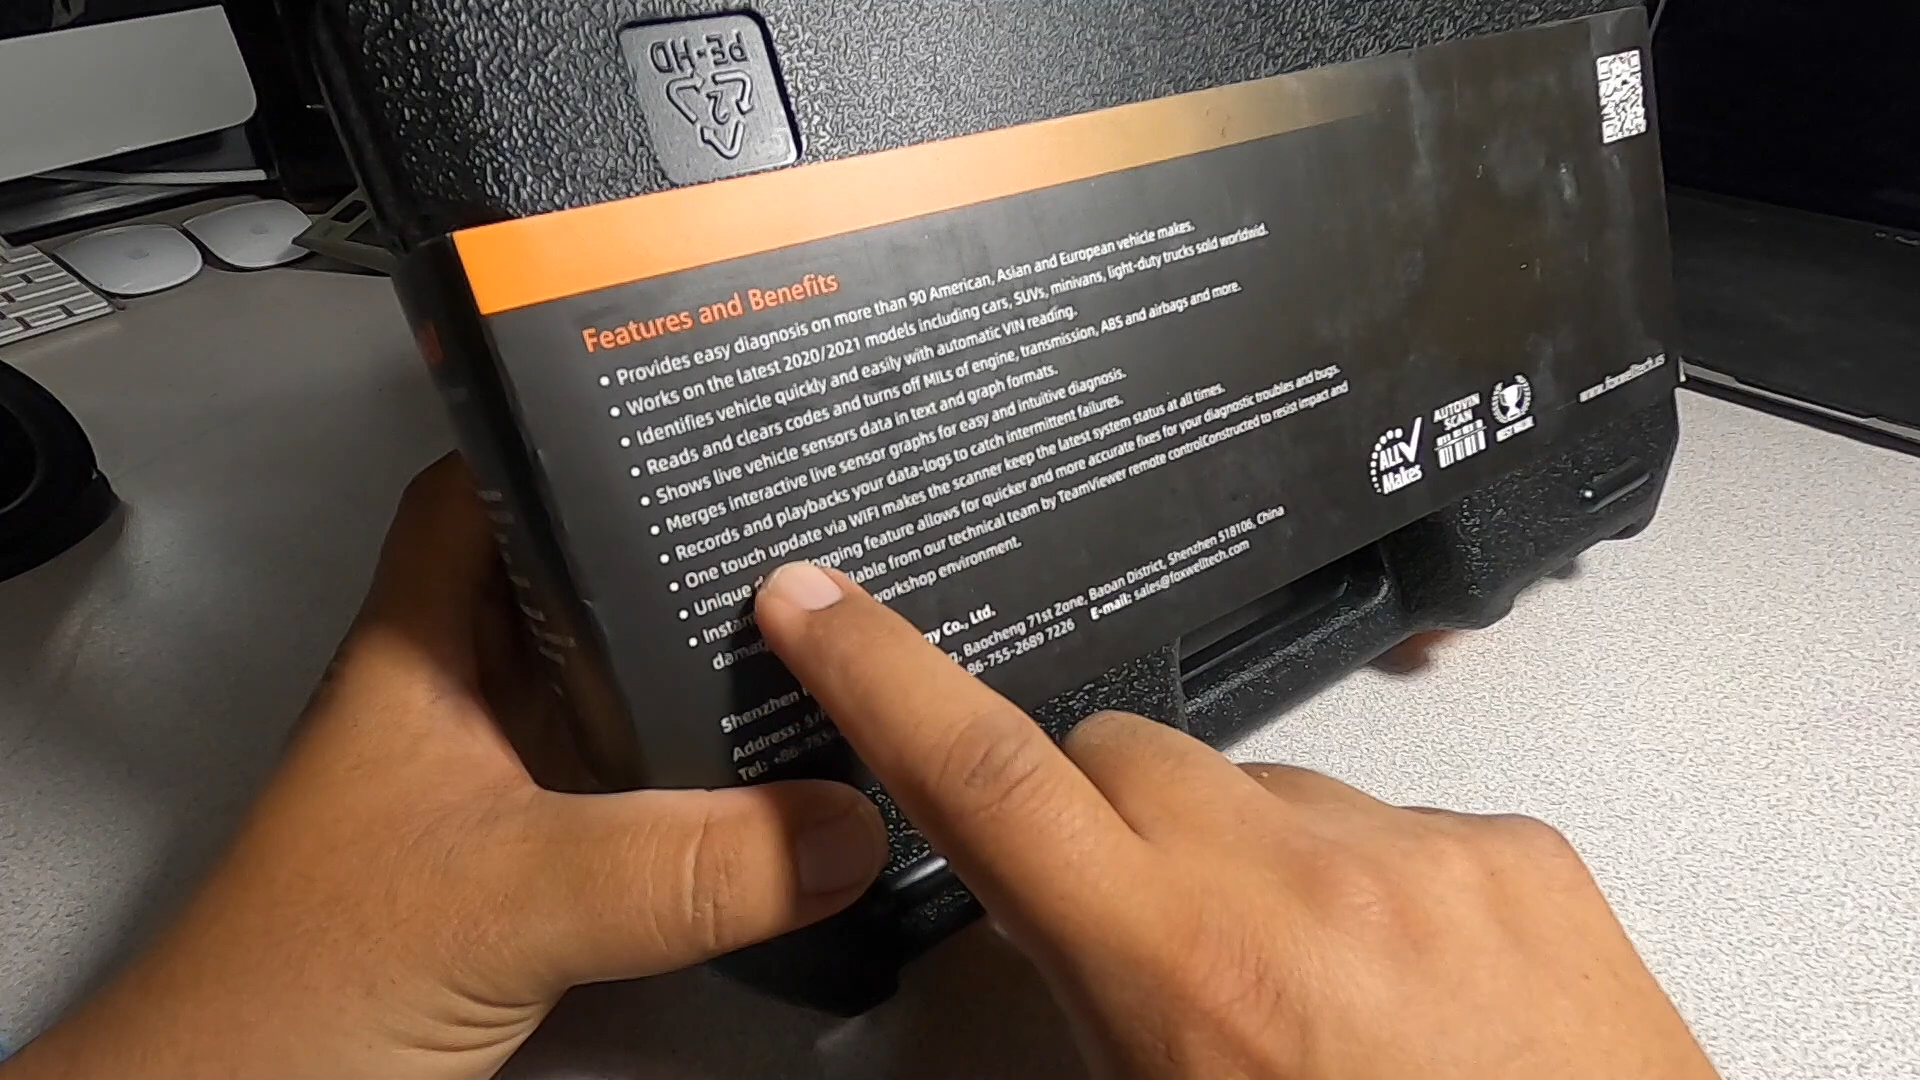 PE-HD
2
Features and Benefits
• Provides easy diagnosis on more than 90 American, Asian and European vehicle makes.
• Works on the latest 2020/2021 models including cars, SUVs, minivans, light-duty trucks sold worldwid.
• Identifies vehicle quickly and easily with automatic VIN reading.
• Reads and clears codes and turns off MILs of engine, transmission, ABS and airbags and more.
• Shows live vehicle sensors data in text and graph formats.
• Merges interactive live sensor graphs for easy and intuitive diagnosis.
• Records and playbacks your data-logs to catch intermittent failures.
• One touch update via WIFI makes the scanner keep the latest system status at all times.
• Unique logging feature allows for quicker and more accurate fixes for your diagnostic troubles and bugs.
• from our technical team by TeamViewer remote controlConstructed to resist impact and
workshop environment.
Shenzhen Co., Ltd.
Address: Baocheng 71st Zone, Baoan District, Shenzhen 518106, China
Tel: 86-755-2689 7226 E-mail: sales@foxwelltech.com
ALL Makes
AUTOVIN
SCAN
BEST VALUE
www.foxwelltech.us